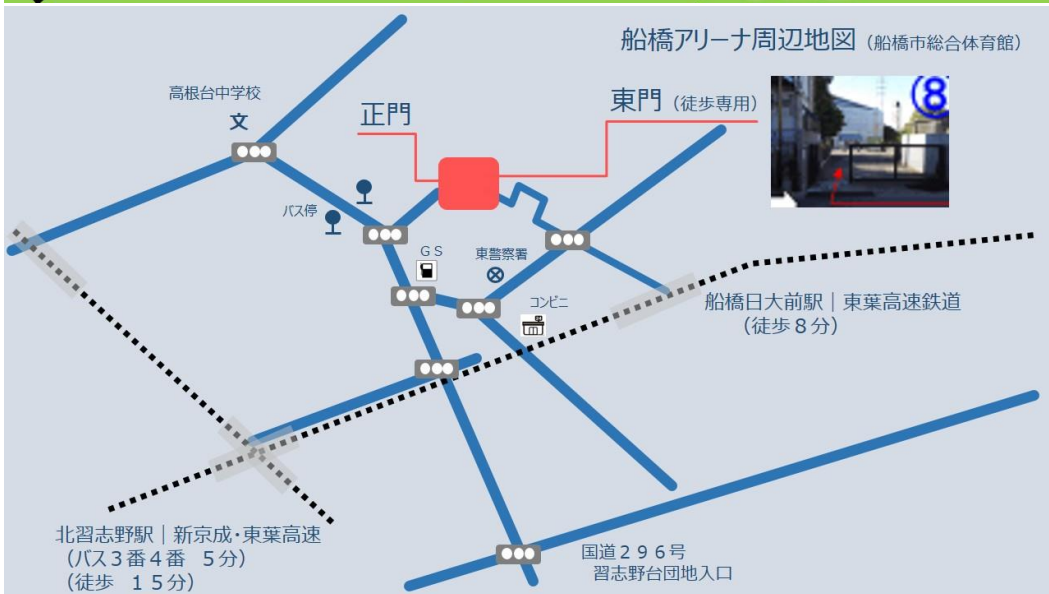 船橋アリーナ周辺地図（船橋市総合体育館）
高根台中学校
文
正門
東門（徒歩専用）
⑧
バス停
ＧＳ
東警察署
コンビニ
船橋日大前駅｜東葉高速鉄道
（徒歩８分）
北習志野駅｜新京成・東葉高速
（バス３番４番 ５分）
（徒歩 １５分）
国道２９６号
習志野台団地入口